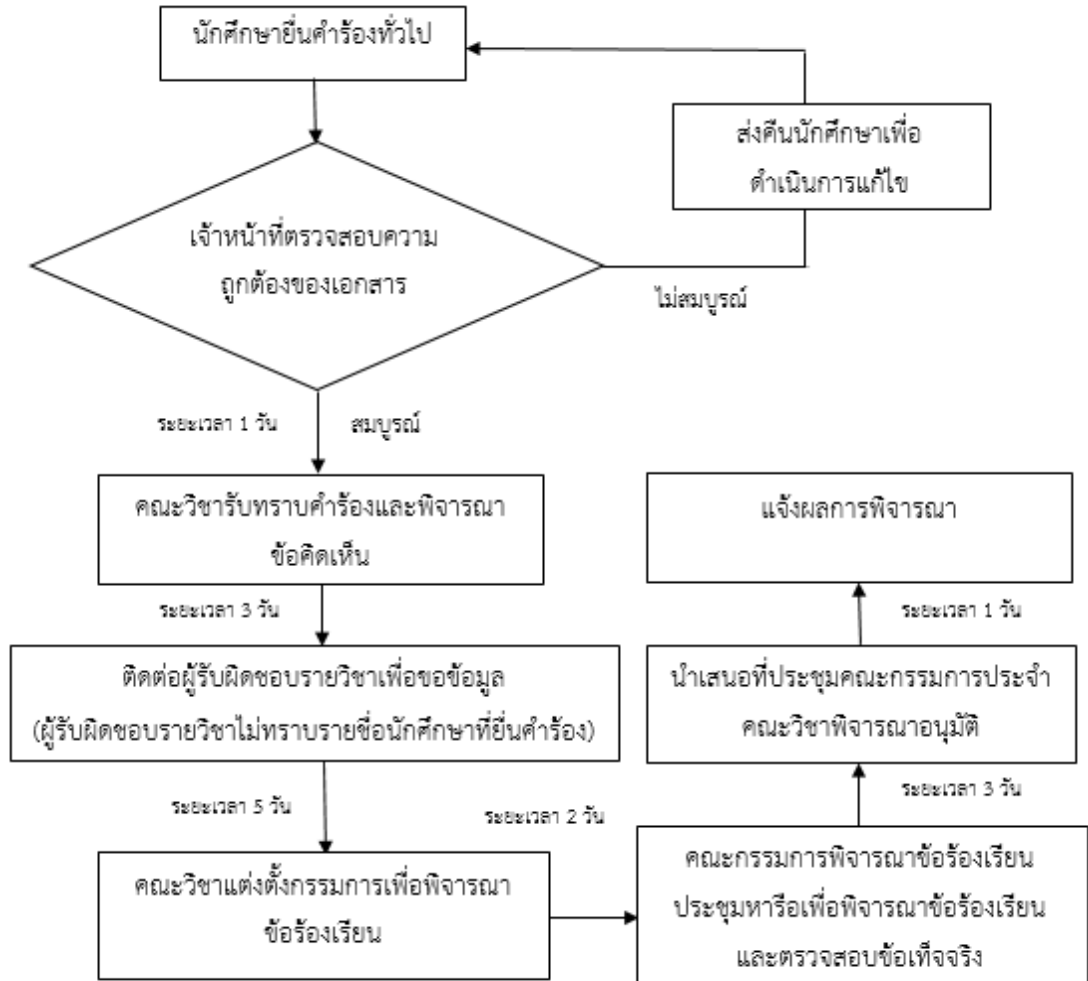 นักศึกษายื่นคำร้องทั่วไป
ส่งคืนนักศึกษาเพื่อ
ดำเนินการแก้ไข
เจ้าหน้าที่ตรวจสอบความ
ถูกต้องของเอกสาร
ไม่สมบูรณ์
ระยะเวลา 1 วัน
สมบูรณ์
คณะวิชารับทราบคำร้องและพิจารณา
ข้อคิดเห็น
ระยะเวลา 3 วัน
ติดต่อผู้รับผิดชอบรายวิชาเพื่อขอข้อมูล
(ผู้รับผิดชอบรายวิชาไม่ทราบรายชื่อนักศึกษาที่ยื่นคำร้อง)
ระยะเวลา 5 วัน
คณะวิชาแต่งตั้งกรรมการเพื่อพิจารณา
ข้อร้องเรียน
ระยะเวลา 2 วัน
คณะกรรมการพิจารณาข้อร้องเรียน
ประชุมหารือเพื่อพิจารณาข้อร้องเรียน
และตรวจสอบข้อเท็จจริง
ระยะเวลา 3 วัน
นำเสนอที่ประชุมคณะกรรมการประจำ
คณะวิชาพิจารณาอนุมัติ
ระยะเวลา 1 วัน
แจ้งผลการพิจารณา